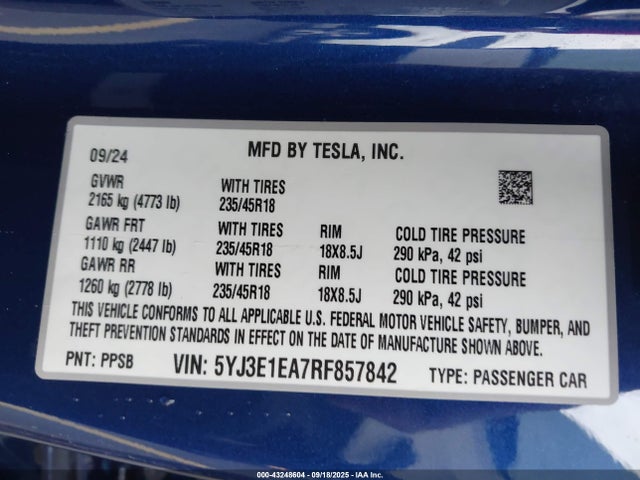 MFD BY TESLA, INC.
09/24
GVWR WITH TIRES
2165 kg (4773 lb) 235/45R18
GAWR FRT WITH TIRES RIM COLD TIRE PRESSURE
1110 kg (2447 lb) 235/45R18 18X8.5J 290 kPa, 42 psi
GAWR RR WITH TIRES RIM COLD TIRE PRESSURE
1260 kg (2778 lb) 235/45R18 18X8.5J 290 kPa, 42 psi
THIS VEHICLE CONFORMS TO ALL APPLICABLE U.S. FEDERAL MOTOR VEHICLE SAFETY, BUMPER, AND
THEFT PREVENTION STANDARDS IN EFFECT ON THE DATE OF MANUFACTURE SHOWN ABOVE.
PNT: PPSB VIN: 5YJ3E1EA7RF857842 TYPE: PASSENGER CAR
000-43248604 - 09/18/2025 - IAA Inc.